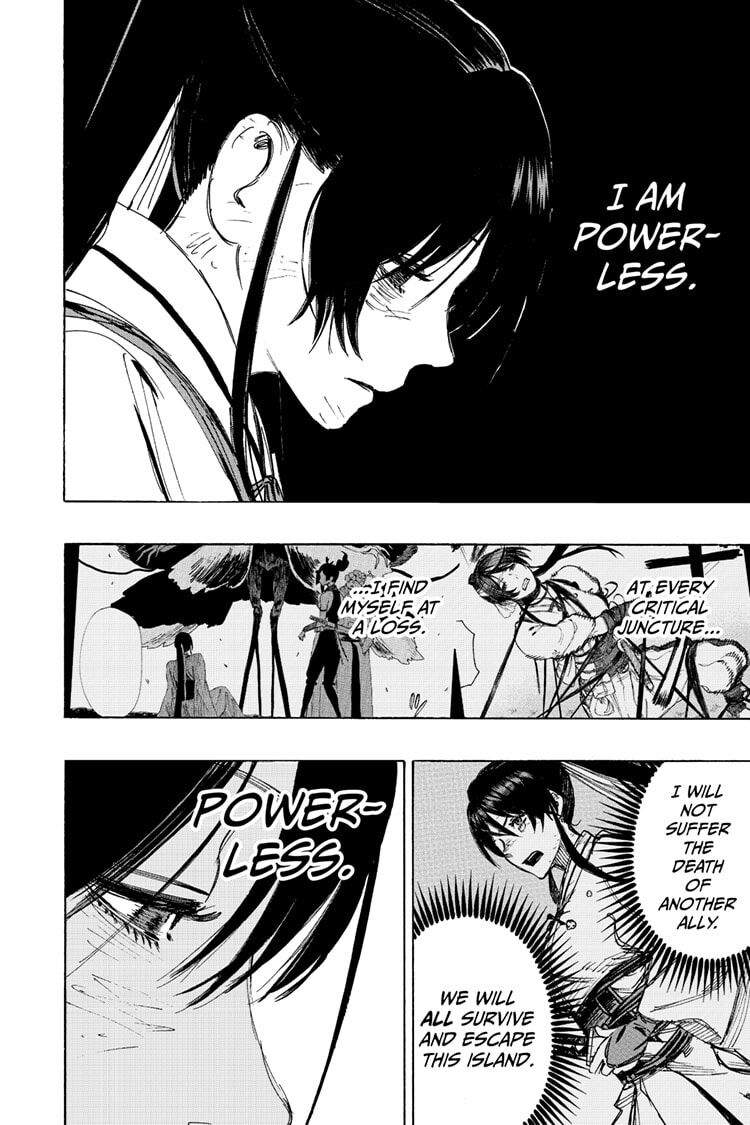 I AM
POWER-
LESS.
AT EVERY
CRITICAL
JUNCTURE...
...I FIND
MYSELF AT
A LOSS.
I WILL
NOT
SUFFER
THE
DEATH
OF
ANOTHER
ALLY.
WE WILL
ALL SURVIVE
AND ESCAPE
THIS ISLAND.
POWER-
LESS.